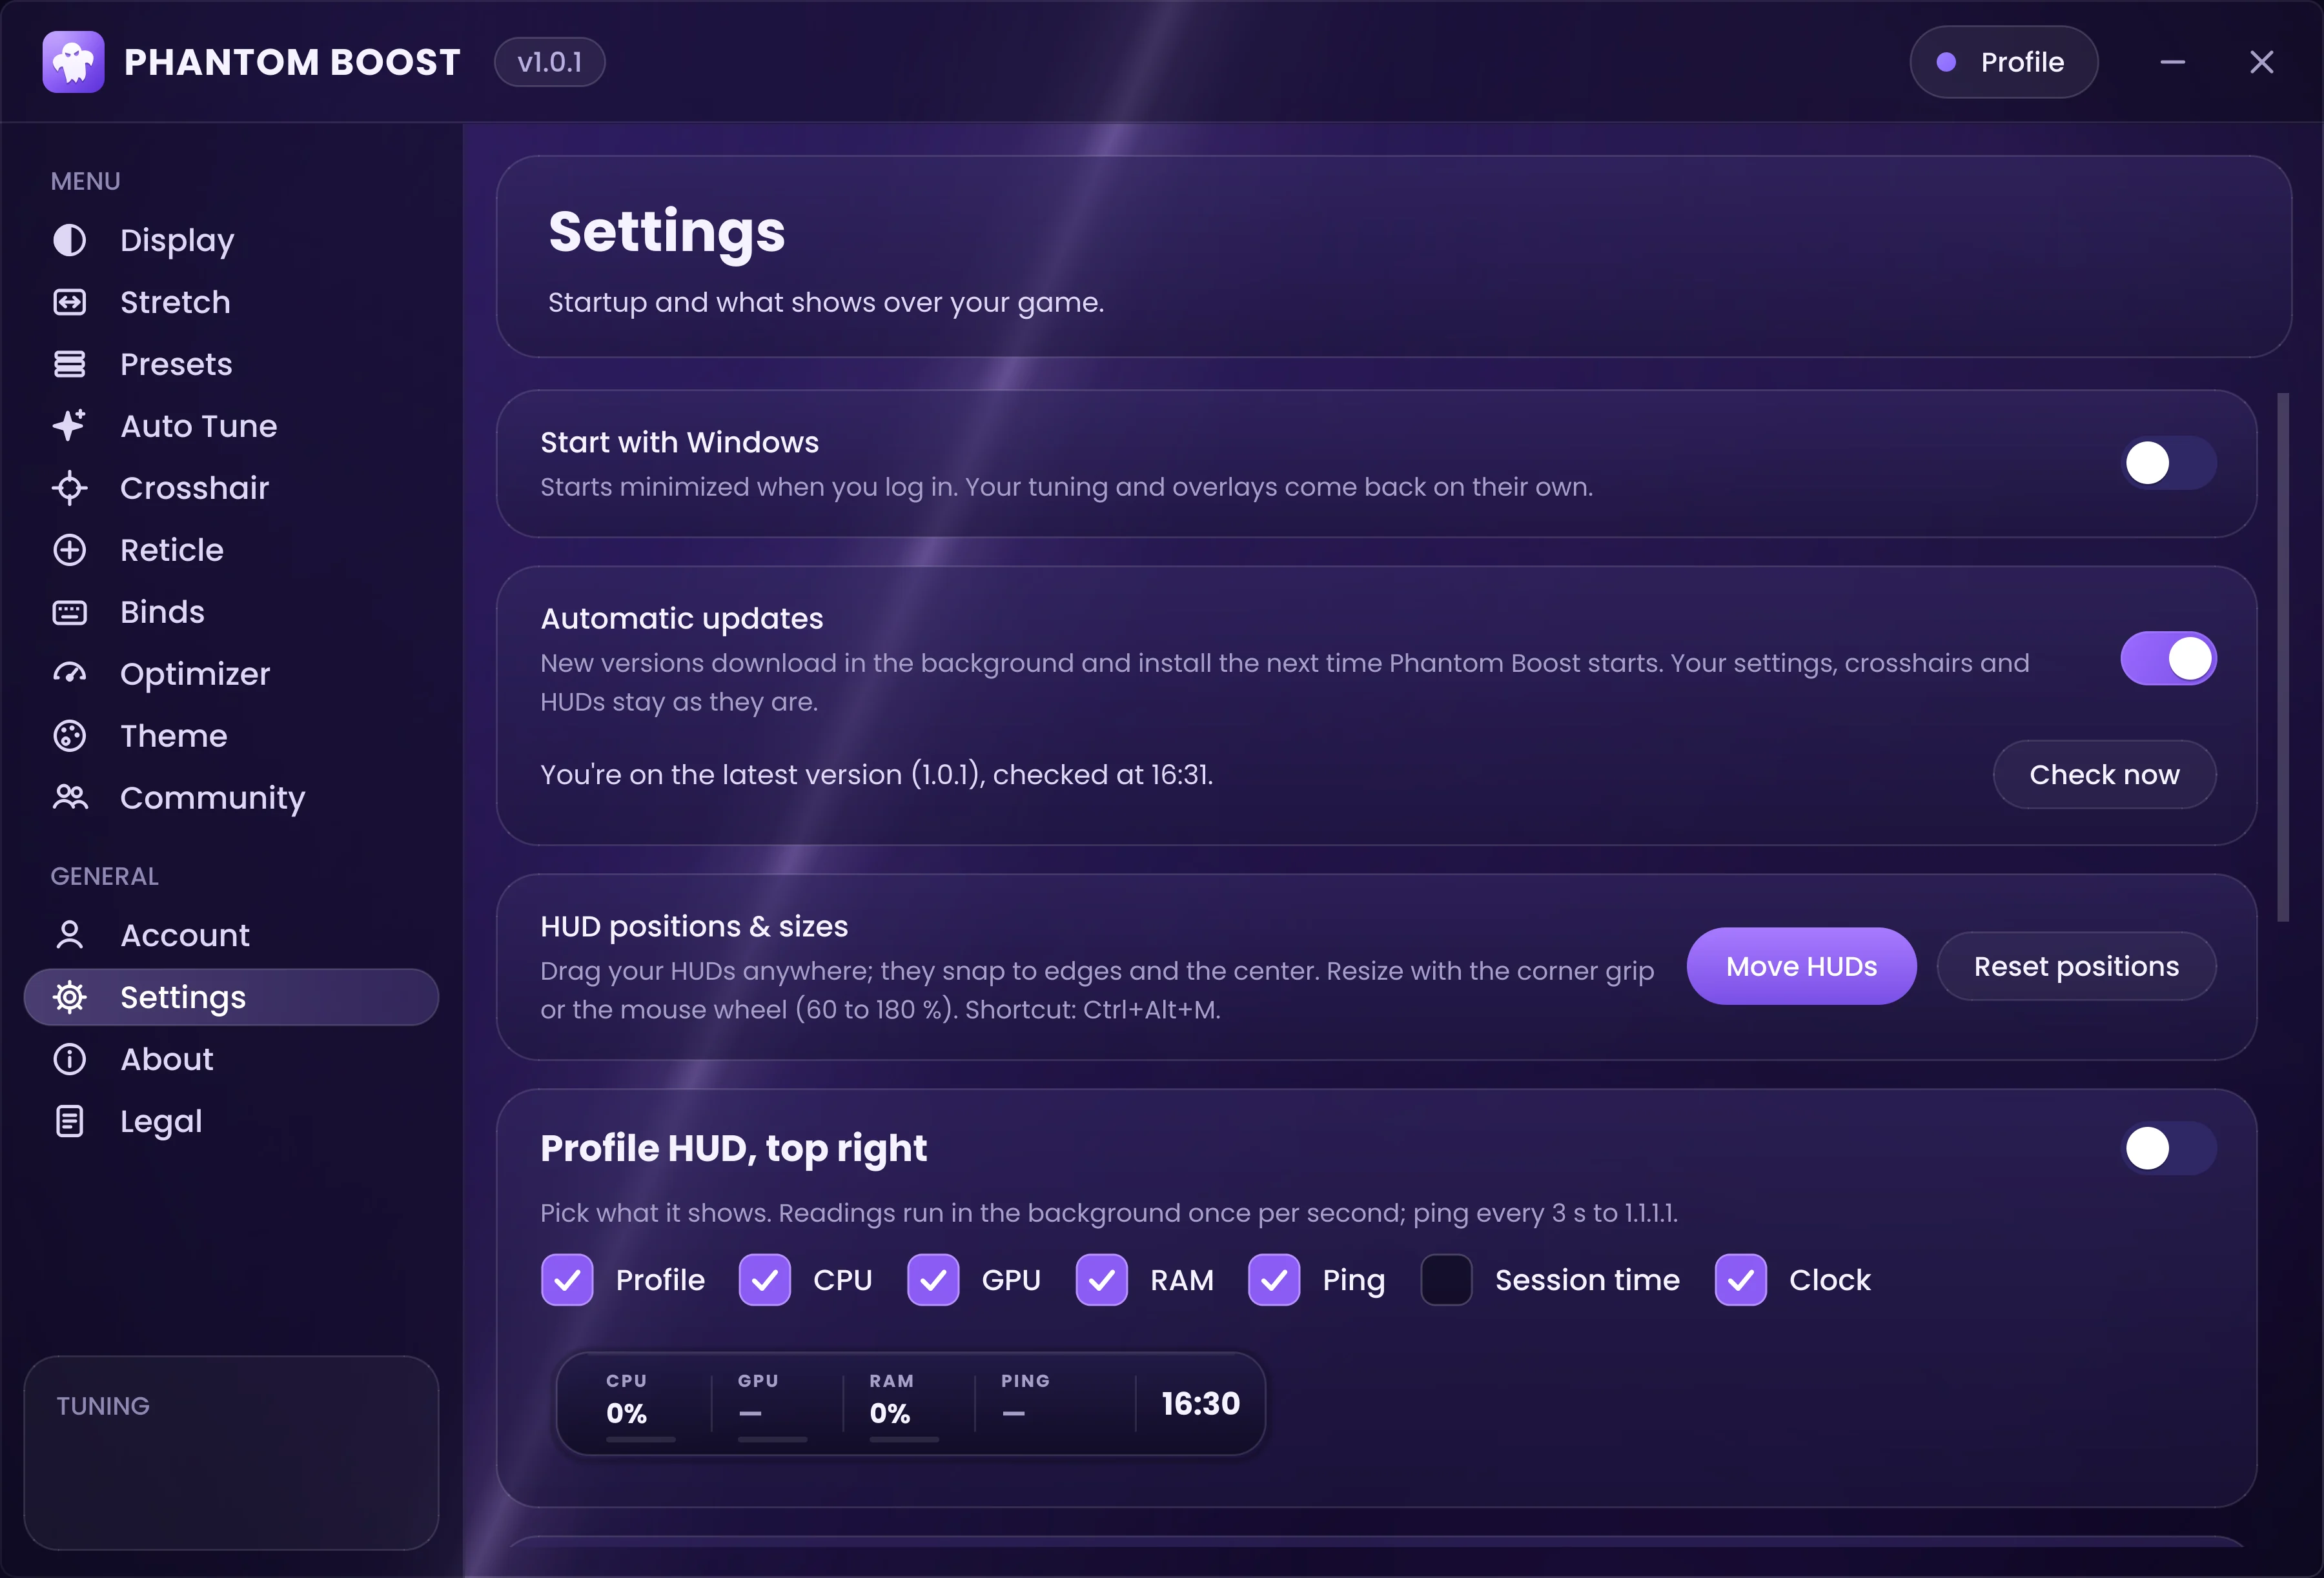 PHANTOM BOOST
v1.0.1
Profile
MENU
Display
Stretch
Presets
Auto Tune
Crosshair
Reticle
Binds
Optimizer
Theme
Community
GENERAL
Account
Settings
About
Legal
TUNING
Settings
Startup and what shows over your game.
Start with Windows
Starts minimized when you log in. Your tuning and overlays come back on their own.
Automatic updates
New versions download in the background and install the next time Phantom Boost starts. Your settings, crosshairs and
HUDs stay as they are.
You're on the latest version (1.0.1), checked at 16:31.
Check now
HUD positions & sizes
Drag your HUDs anywhere; they snap to edges and the center. Resize with the corner grip
or the mouse wheel (60 to 180 %). Shortcut: Ctrl+Alt+M.
Move HUDs
Reset positions
Profile HUD, top right
Pick what it shows. Readings run in the background once per second; ping every 3 s to 1.1.1.1.
Profile CPU GPU RAM Ping Session time Clock
CPU GPU RAM PING
0% — 0% — 16:30